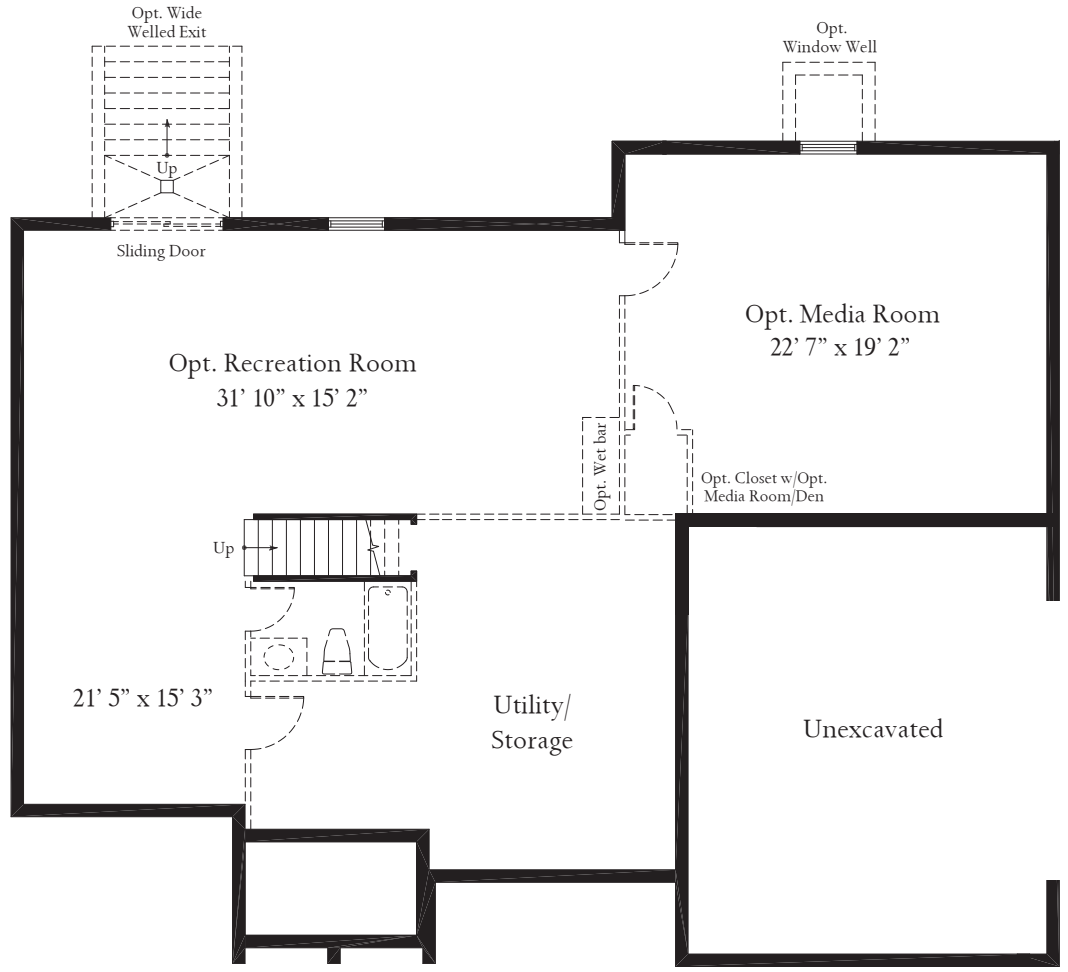 Opt. Wide
Welled Exit
Opt.
Window Well
Up
Sliding Door
Opt. Media Room
22’ 7” x 19’ 2”
Opt. Recreation Room
31’ 10” x 15’ 2”
Opt. Wet bar
Opt. Closet w/Opt.
Media Room/Den
Up
21’ 5” x 15’ 3”
Utility/
Storage
Unexcavated